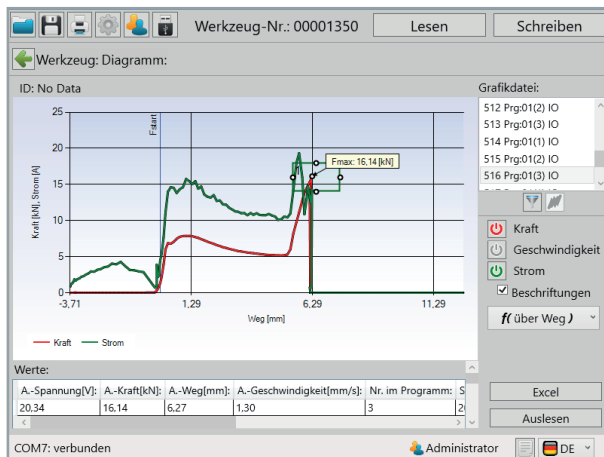 Werkzeug-Nr.: 00001350
Lesen
Schreiben
Werkzeug: Diagramm:
ID: No Data
Grafikdatei:
512 Prg:01(2) IO
513 Prg:01(3) IO
514 Prg:01(1) IO
515 Prg:01(2) IO
516 Prg:01(3) IO
Kraft [kN], Strom [A]
25
20
15
10
5
0
Fstart
Fmax: 16,14 [kN]
-3,71
1,29
6,29
11,29
Weg [mm]
Kraft
Strom
Kraft
Geschwindigkeit
Strom
Beschriftungen
f( über Weg )
Werte:
A.-Spannung[V]: A.-Kraft[kN]: A.-Weg[mm]: A.-Geschwindigkeit[mm/s]: Nr. im Programm: S
20,34 16,14 6,27 1,30 3
Excel
Auslesen
COM7: verbunden
Administrator
DE